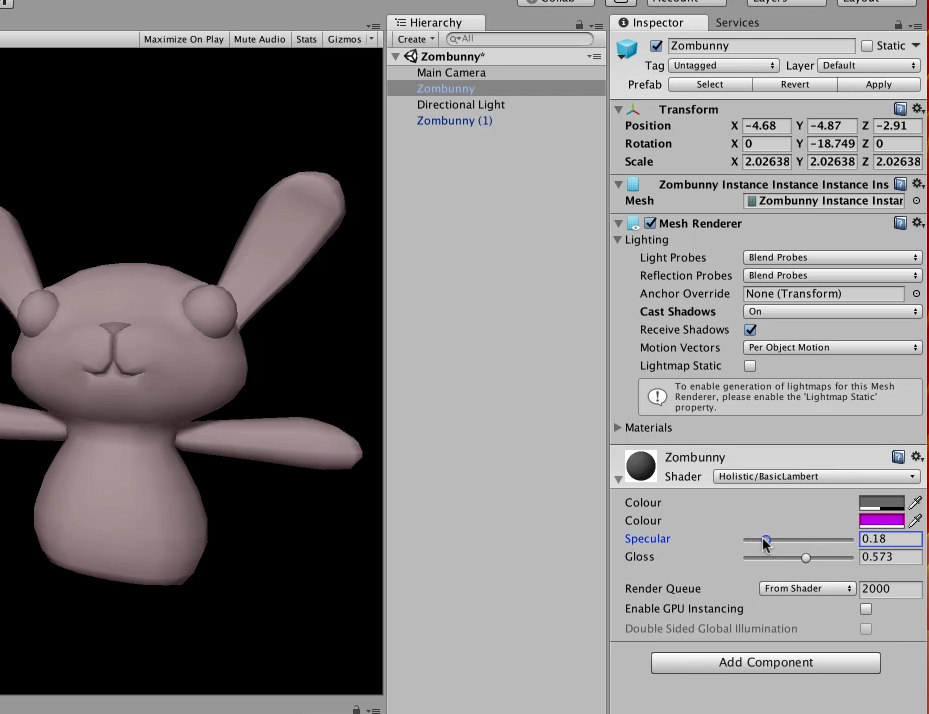 Collab Account Layers Layout
Maximize On Play Mute Audio Stats Gizmos
Hierarchy
Create All
Zombunny*
Main Camera
Zombunny
Directional Light
Zombunny (1)
Inspector Services
Zombunny Static
Tag Untagged Layer Default
Prefab Select Revert Apply
Transform
Position X -4.68 Y -4.87 Z -2.91
Rotation X 0 Y -18.749 Z 0
Scale X 2.02638 Y 2.02638 Z 2.02638
Zombunny Instance Instance Instance Ins
Mesh Zombunny Instance Instar
Mesh Renderer
Lighting
Light Probes Blend Probes
Reflection Probes Blend Probes
Anchor Override None (Transform)
Cast Shadows On
Receive Shadows
Motion Vectors Per Object Motion
Lightmap Static
To enable generation of lightmaps for this Mesh
Renderer, please enable the 'Lightmap Static'
property.
Materials
Zombunny
Shader Holistic/BasicLambert
Colour
Colour
Specular 0.18
Gloss 0.573
Render Queue From Shader 2000
Enable GPU Instancing
Double Sided Global Illumination
Add Component